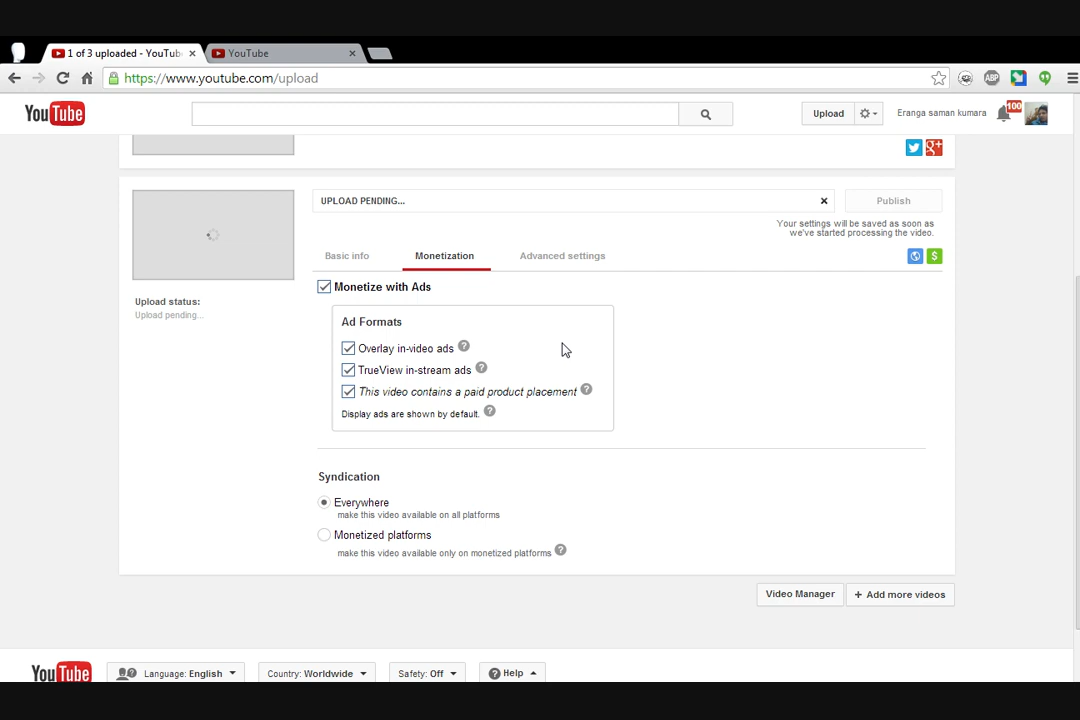 1 of 3 uploaded - YouTub
YouTube
https://www.youtube.com/upload
YouTube
Upload
Eranga saman kumara
100
UPLOAD PENDING...
Publish
Your settings will be saved as soon as
we've started processing the video.
Basic info
Monetization
Advanced settings
Upload status:
Upload pending...
Monetize with Ads
Ad Formats
Overlay in-video ads ?
TrueView in-stream ads ?
This video contains a paid product placement ?
Display ads are shown by default. ?
Syndication
Everywhere
make this video available on all platforms
Monetized platforms
make this video available only on monetized platforms ?
Video Manager
+ Add more videos
YouTube
Language: English
Country: Worldwide
Safety: Off
? Help
ABP
g+
$